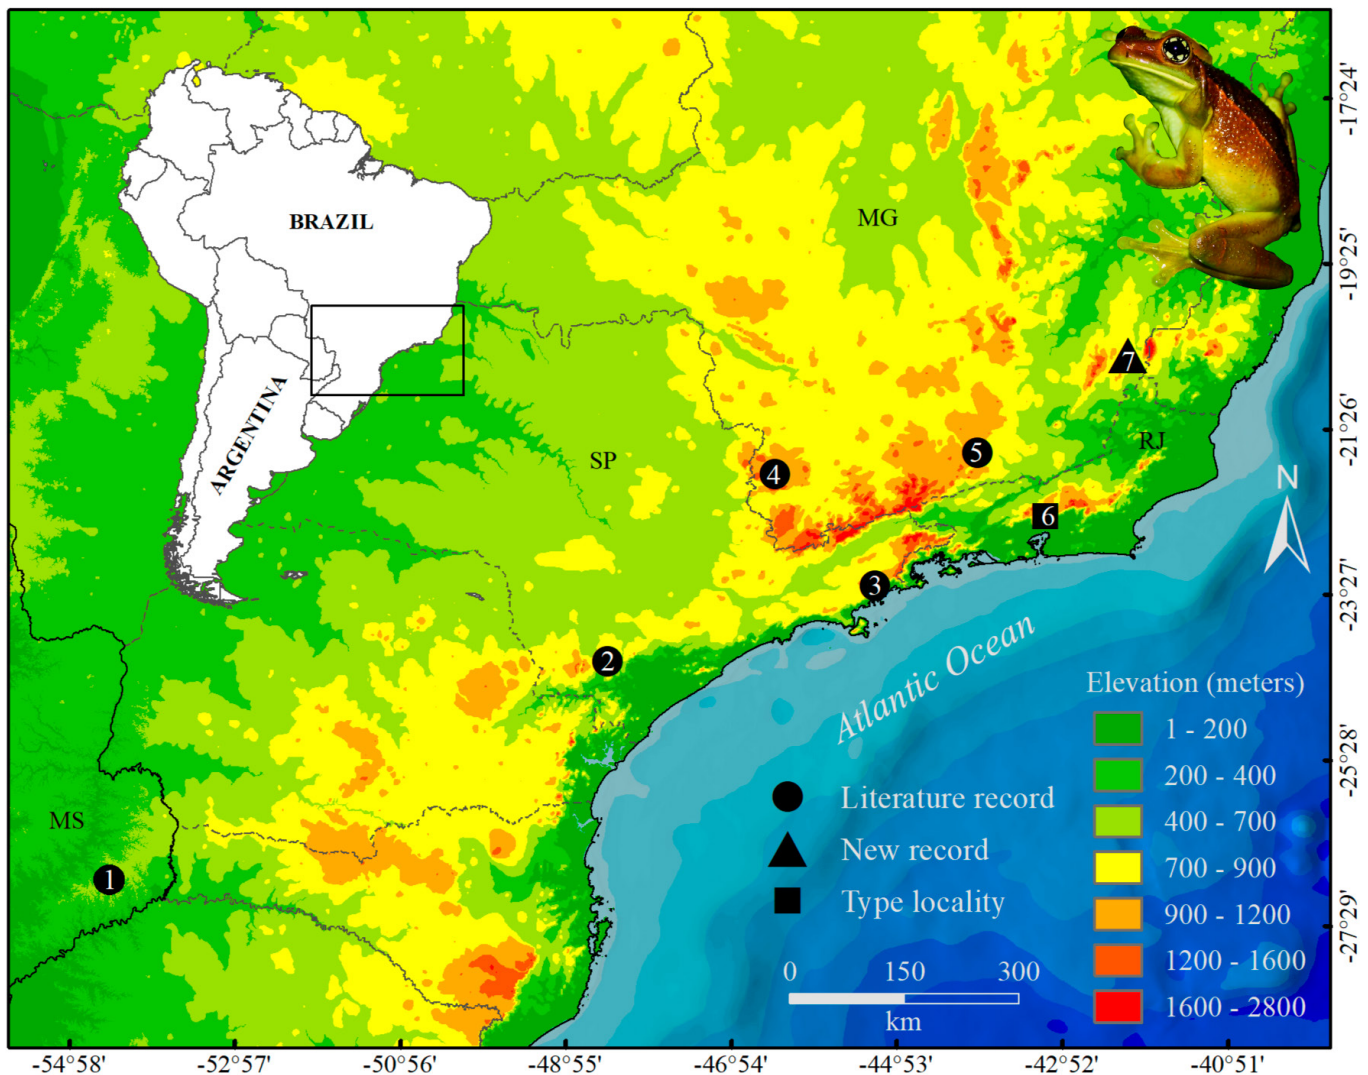 BRAZIL
ARGENTINA
MG
SP
RJ
MS
1
2
3
4
5
6
7
N
Atlantic Ocean
Literature record
New record
Type locality
0 150 300
km
Elevation (meters)
1 - 200
200 - 400
400 - 700
700 - 900
900 - 1200
1200 - 1600
1600 - 2800
-17°24'
-19°25'
-21°26'
-23°27'
-25°28'
-27°29'
-54°58' -52°57' -50°56' -48°55' -46°54' -44°53' -42°52' -40°51'